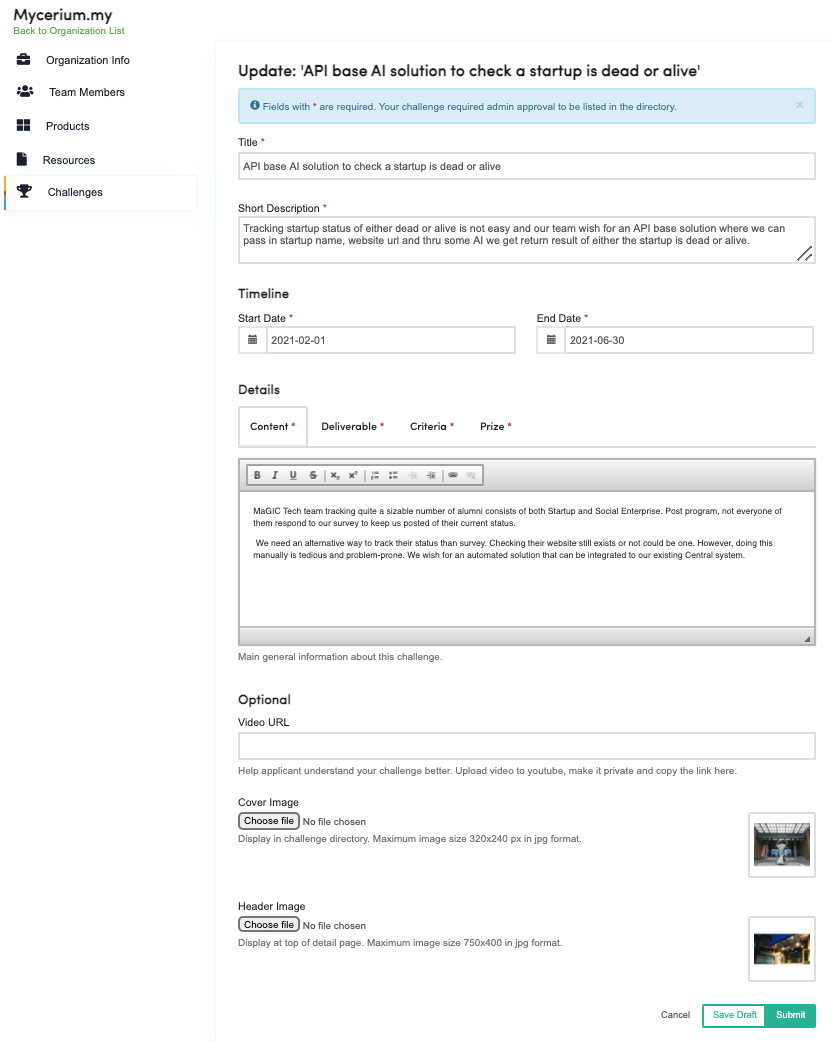 Mycerium.my
Back to Organization List
Organization Info
Team Members
Products
Resources
Challenges
Update: 'API base AI solution to check a startup is dead or alive'
Fields with * are required. Your challenge required admin approval to be listed in the directory.
×
Title *
API base AI solution to check a startup is dead or alive
Short Description *
Tracking startup status of either dead or alive is not easy and our team wish for an API base solution where we can
pass in startup name, website url and thru some AI we get return result of either the startup is dead or alive.
Timeline
Start Date *
End Date *
2021-02-01
2021-06-30
Details
Content * Deliverable * Criteria * Prize *
B I U S x₂ x²
MaGIC Tech team tracking quite a sizable number of alumni consists of both Startup and Social Enterprise. Post program, not everyone of
them respond to our survey to keep us posted of their current status.
We need an alternative way to track their status than survey. Checking their website still exists or not could be one. However, doing this
manually is tedious and problem-prone. We wish for an automated solution that can be integrated to our existing Central system.
Main general information about this challenge.
Optional
Video URL
Help applicant understand your challenge better. Upload video to youtube, make it private and copy the link here.
Cover Image
Choose file No file chosen
Display in challenge directory. Maximum image size 320x240 px in jpg format.
Header Image
Choose file No file chosen
Display at top of detail page. Maximum image size 750x400 in jpg format.
Cancel Save Draft Submit